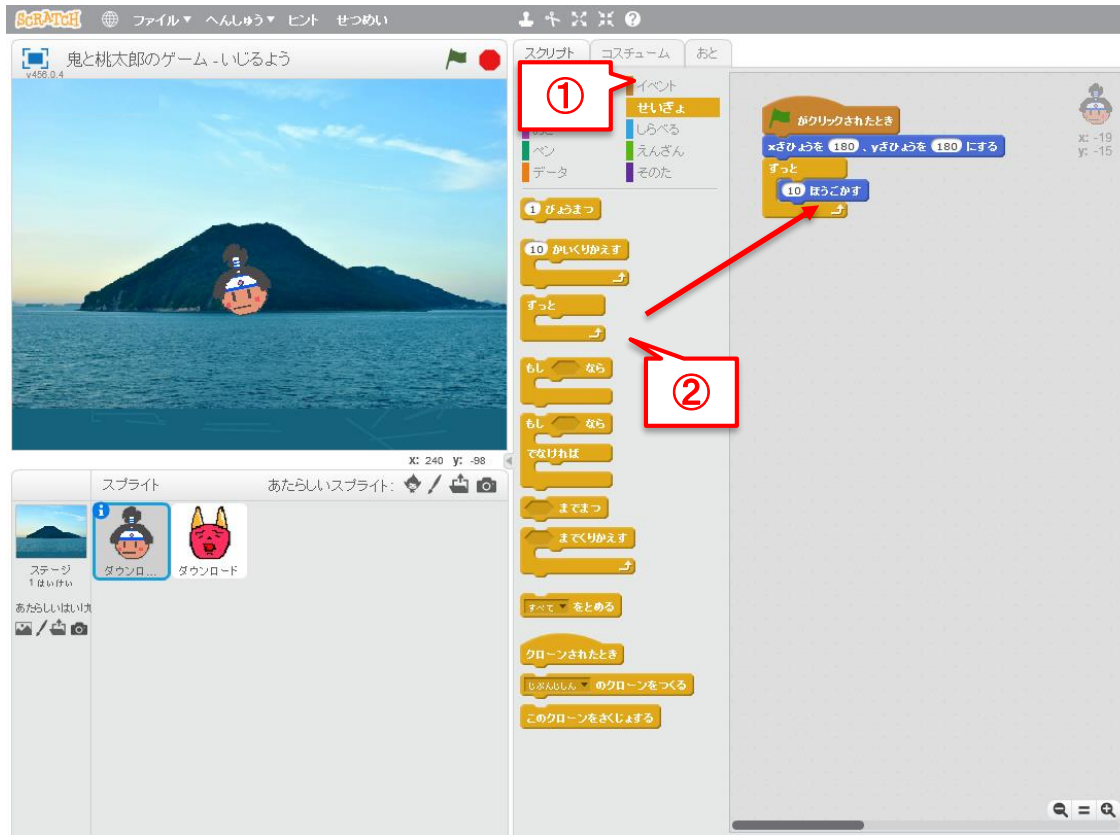 SCRATCH ファイル▼ へんしゅう▼ ヒント せつめい
鬼と桃太郎のゲーム - いじるよう
v456.0.4
スクリプト コスチューム おと
①
イベント
せいぎょ
しらべる
ペン えんざん
データ そのた
1 びょうまつ
10 かいくりかえす
ずっと
もし なら
もし なら
でなければ
までまつ
までくりかえす
すべて ▼ をとめる
クローンされたとき
じぶんじしん ▼ のクローンをつくる
このクローンをさくじょする
②
がクリックされたとき
xざひょうを 180 、yざひょうを 180 にする
ずっと
10 ほうごかす
x: -19
y: -15
X: 240 y: -98
スプライト あたらしいスプライト:
ステージ
1 はいけい
ダウンロ... ダウンロード
あたらしいはいけ